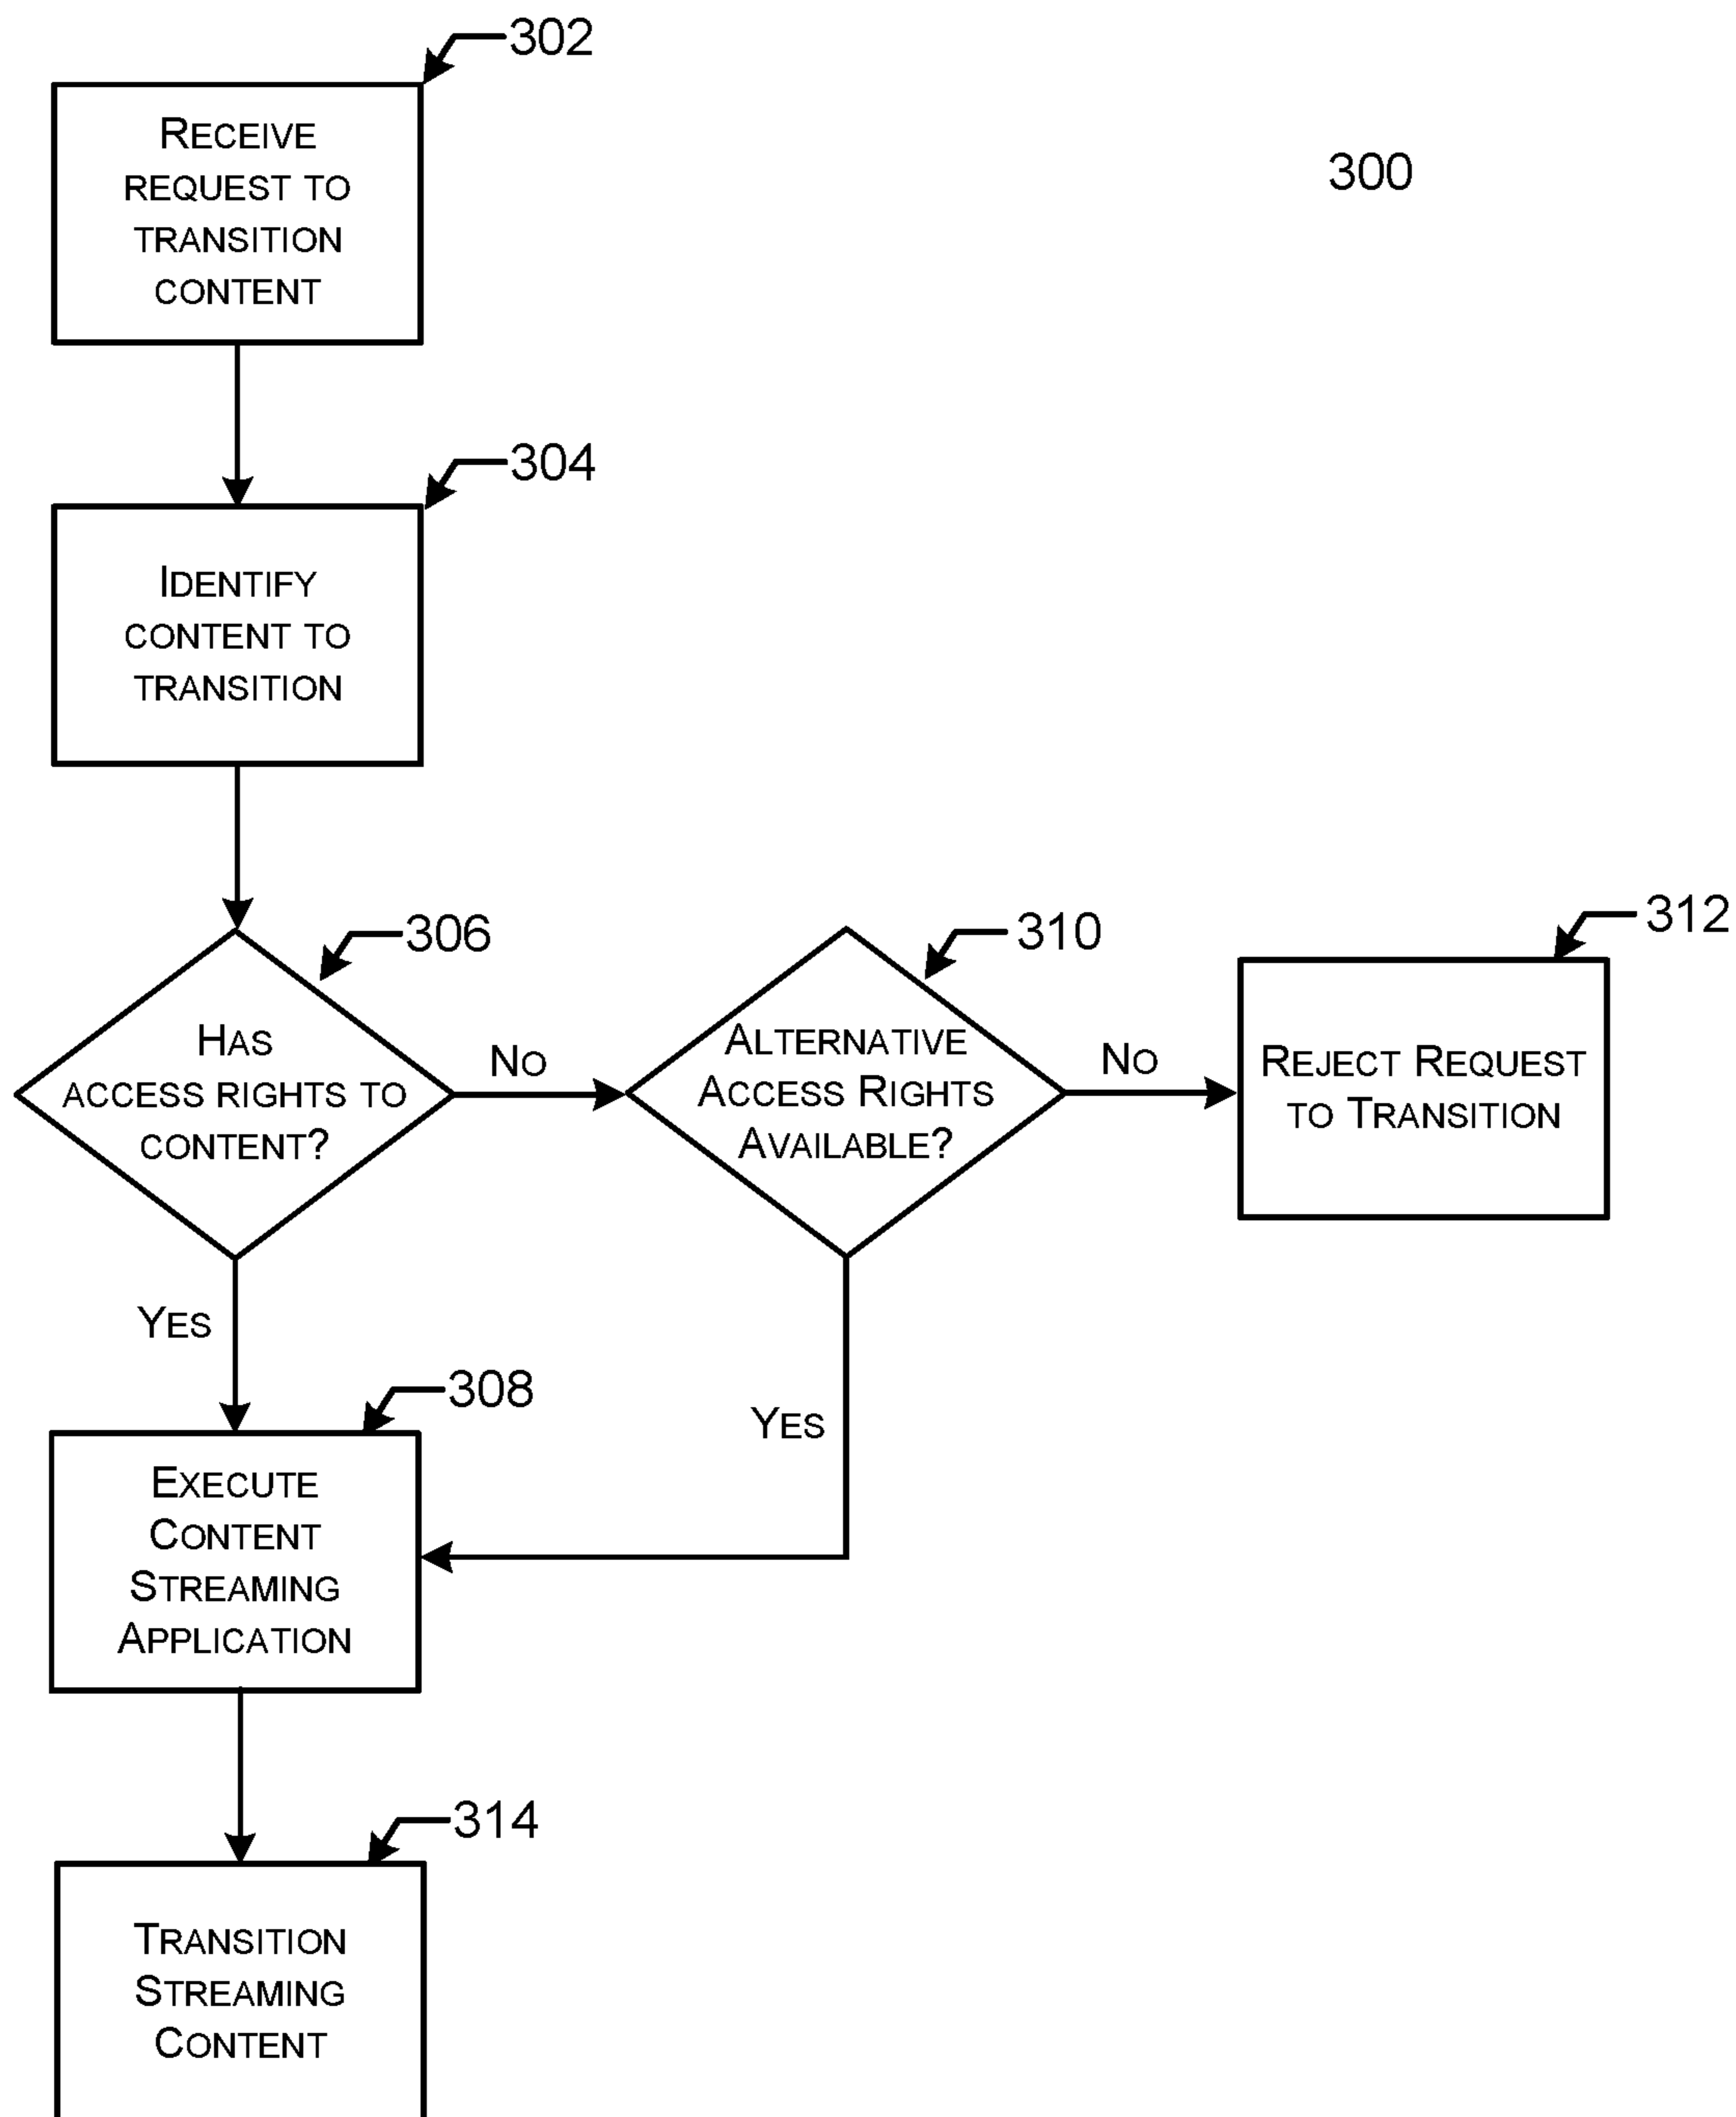 302
RECEIVE
REQUEST TO
TRANSITION
CONTENT
300
304
IDENTIFY
CONTENT TO
TRANSITION
306
HAS
ACCESS RIGHTS TO
CONTENT?
NO
310
ALTERNATIVE
ACCESS RIGHTS
AVAILABLE?
NO
312
REJECT REQUEST
TO TRANSITION
YES
YES
308
EXECUTE
CONTENT
STREAMING
APPLICATION
314
TRANSITION
STREAMING
CONTENT